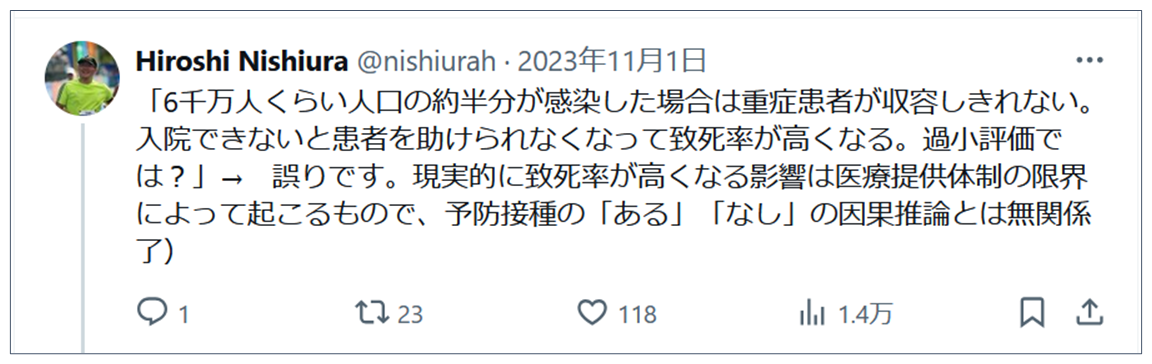 Hiroshi Nishiura @nishiurah · 2023年11月1日
「6千万人くらい人口の約半分が感染した場合は重症患者が収容しきれない。
入院できないと患者を助けられなくなって致死率が高くなる。過小評価で
は？」→　誤りです。現実的に致死率が高くなる影響は医療提供体制の限界
によって起こるもので、予防接種の「ある」「なし」の因果推論とは無関係
了）
1 23 118 1.4万